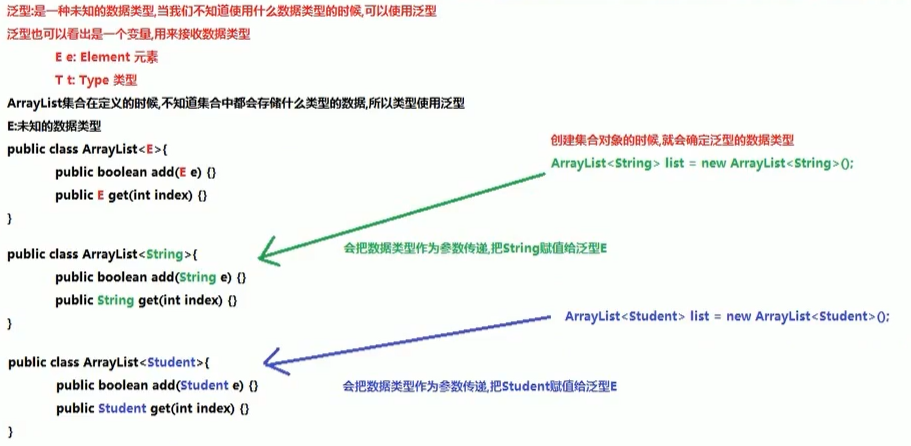 泛型:是一种未知的数据类型,当我们不知道使用什么数据类型的时候,可以使用泛型
泛型也可以看出是一个变量,用来接收数据类型
E e: Element 元素
T t: Type 类型
ArrayList集合在定义的时候,不知道集合中都会存储什么类型的数据,所以类型使用泛型
E:未知的数据类型
public class ArrayList<E>{
public boolean add(E e) {}
public E get(int index) {}
}
创建集合对象的时候,就会确定泛型的数据类型
ArrayList<String> list = new ArrayList<String>();
会把数据类型作为参数传递,把String赋值给泛型E
public class ArrayList<String>{
public boolean add(String e) {}
public String get(int index) {}
}
ArrayList<Student> list = new ArrayList<Student>();
会把数据类型作为参数传递,把Student赋值给泛型E
public class ArrayList<Student>{
public boolean add(Student e) {}
public Student get(int index) {}
}